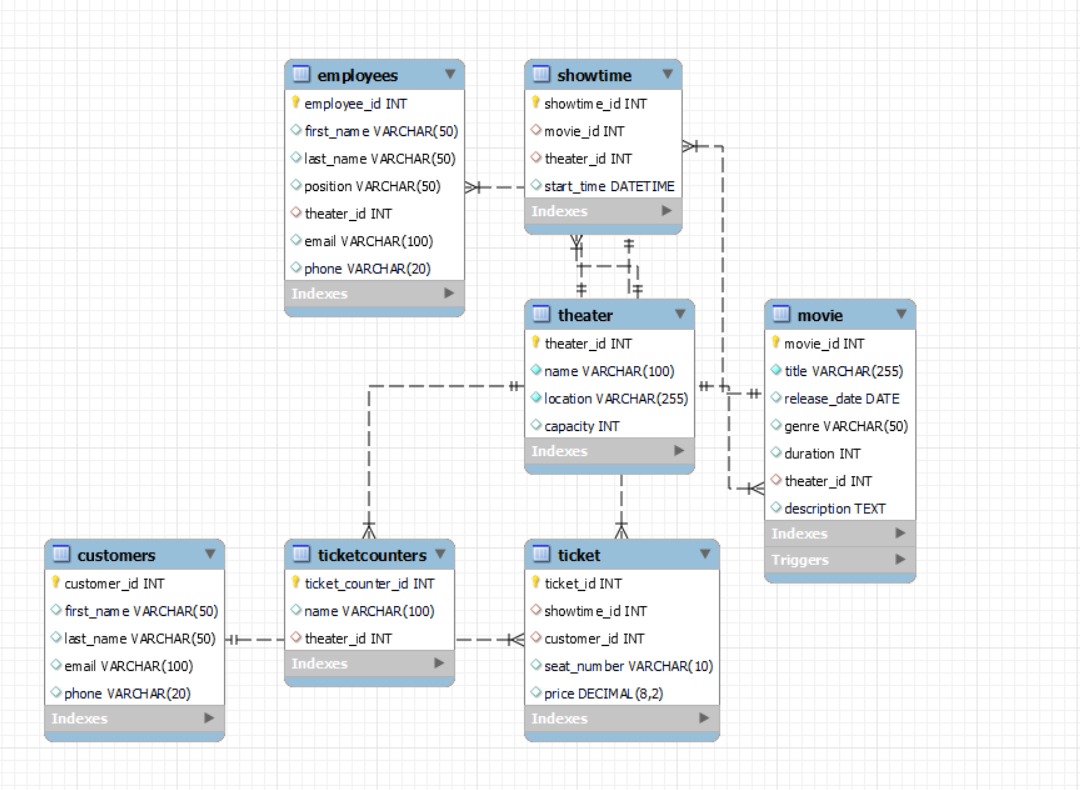 employees
employee_id INT
first_name VARCHAR(50)
last_name VARCHAR(50)
position VARCHAR(50)
theater_id INT
email VARCHAR(100)
phone VARCHAR(20)
Indexes
showtime
showtime_id INT
movie_id INT
theater_id INT
start_time DATETIME
Indexes
theater
theater_id INT
name VARCHAR(100)
location VARCHAR(255)
capacity INT
Indexes
movie
movie_id INT
title VARCHAR(255)
release_date DATE
genre VARCHAR(50)
duration INT
theater_id INT
description TEXT
Indexes
Triggers
customers
customer_id INT
first_name VARCHAR(50)
last_name VARCHAR(50)
email VARCHAR(100)
phone VARCHAR(20)
Indexes
ticketcounters
ticket_counter_id INT
name VARCHAR(100)
theater_id INT
Indexes
ticket
ticket_id INT
showtime_id INT
customer_id INT
seat_number VARCHAR(10)
price DECIMAL(8,2)
Indexes